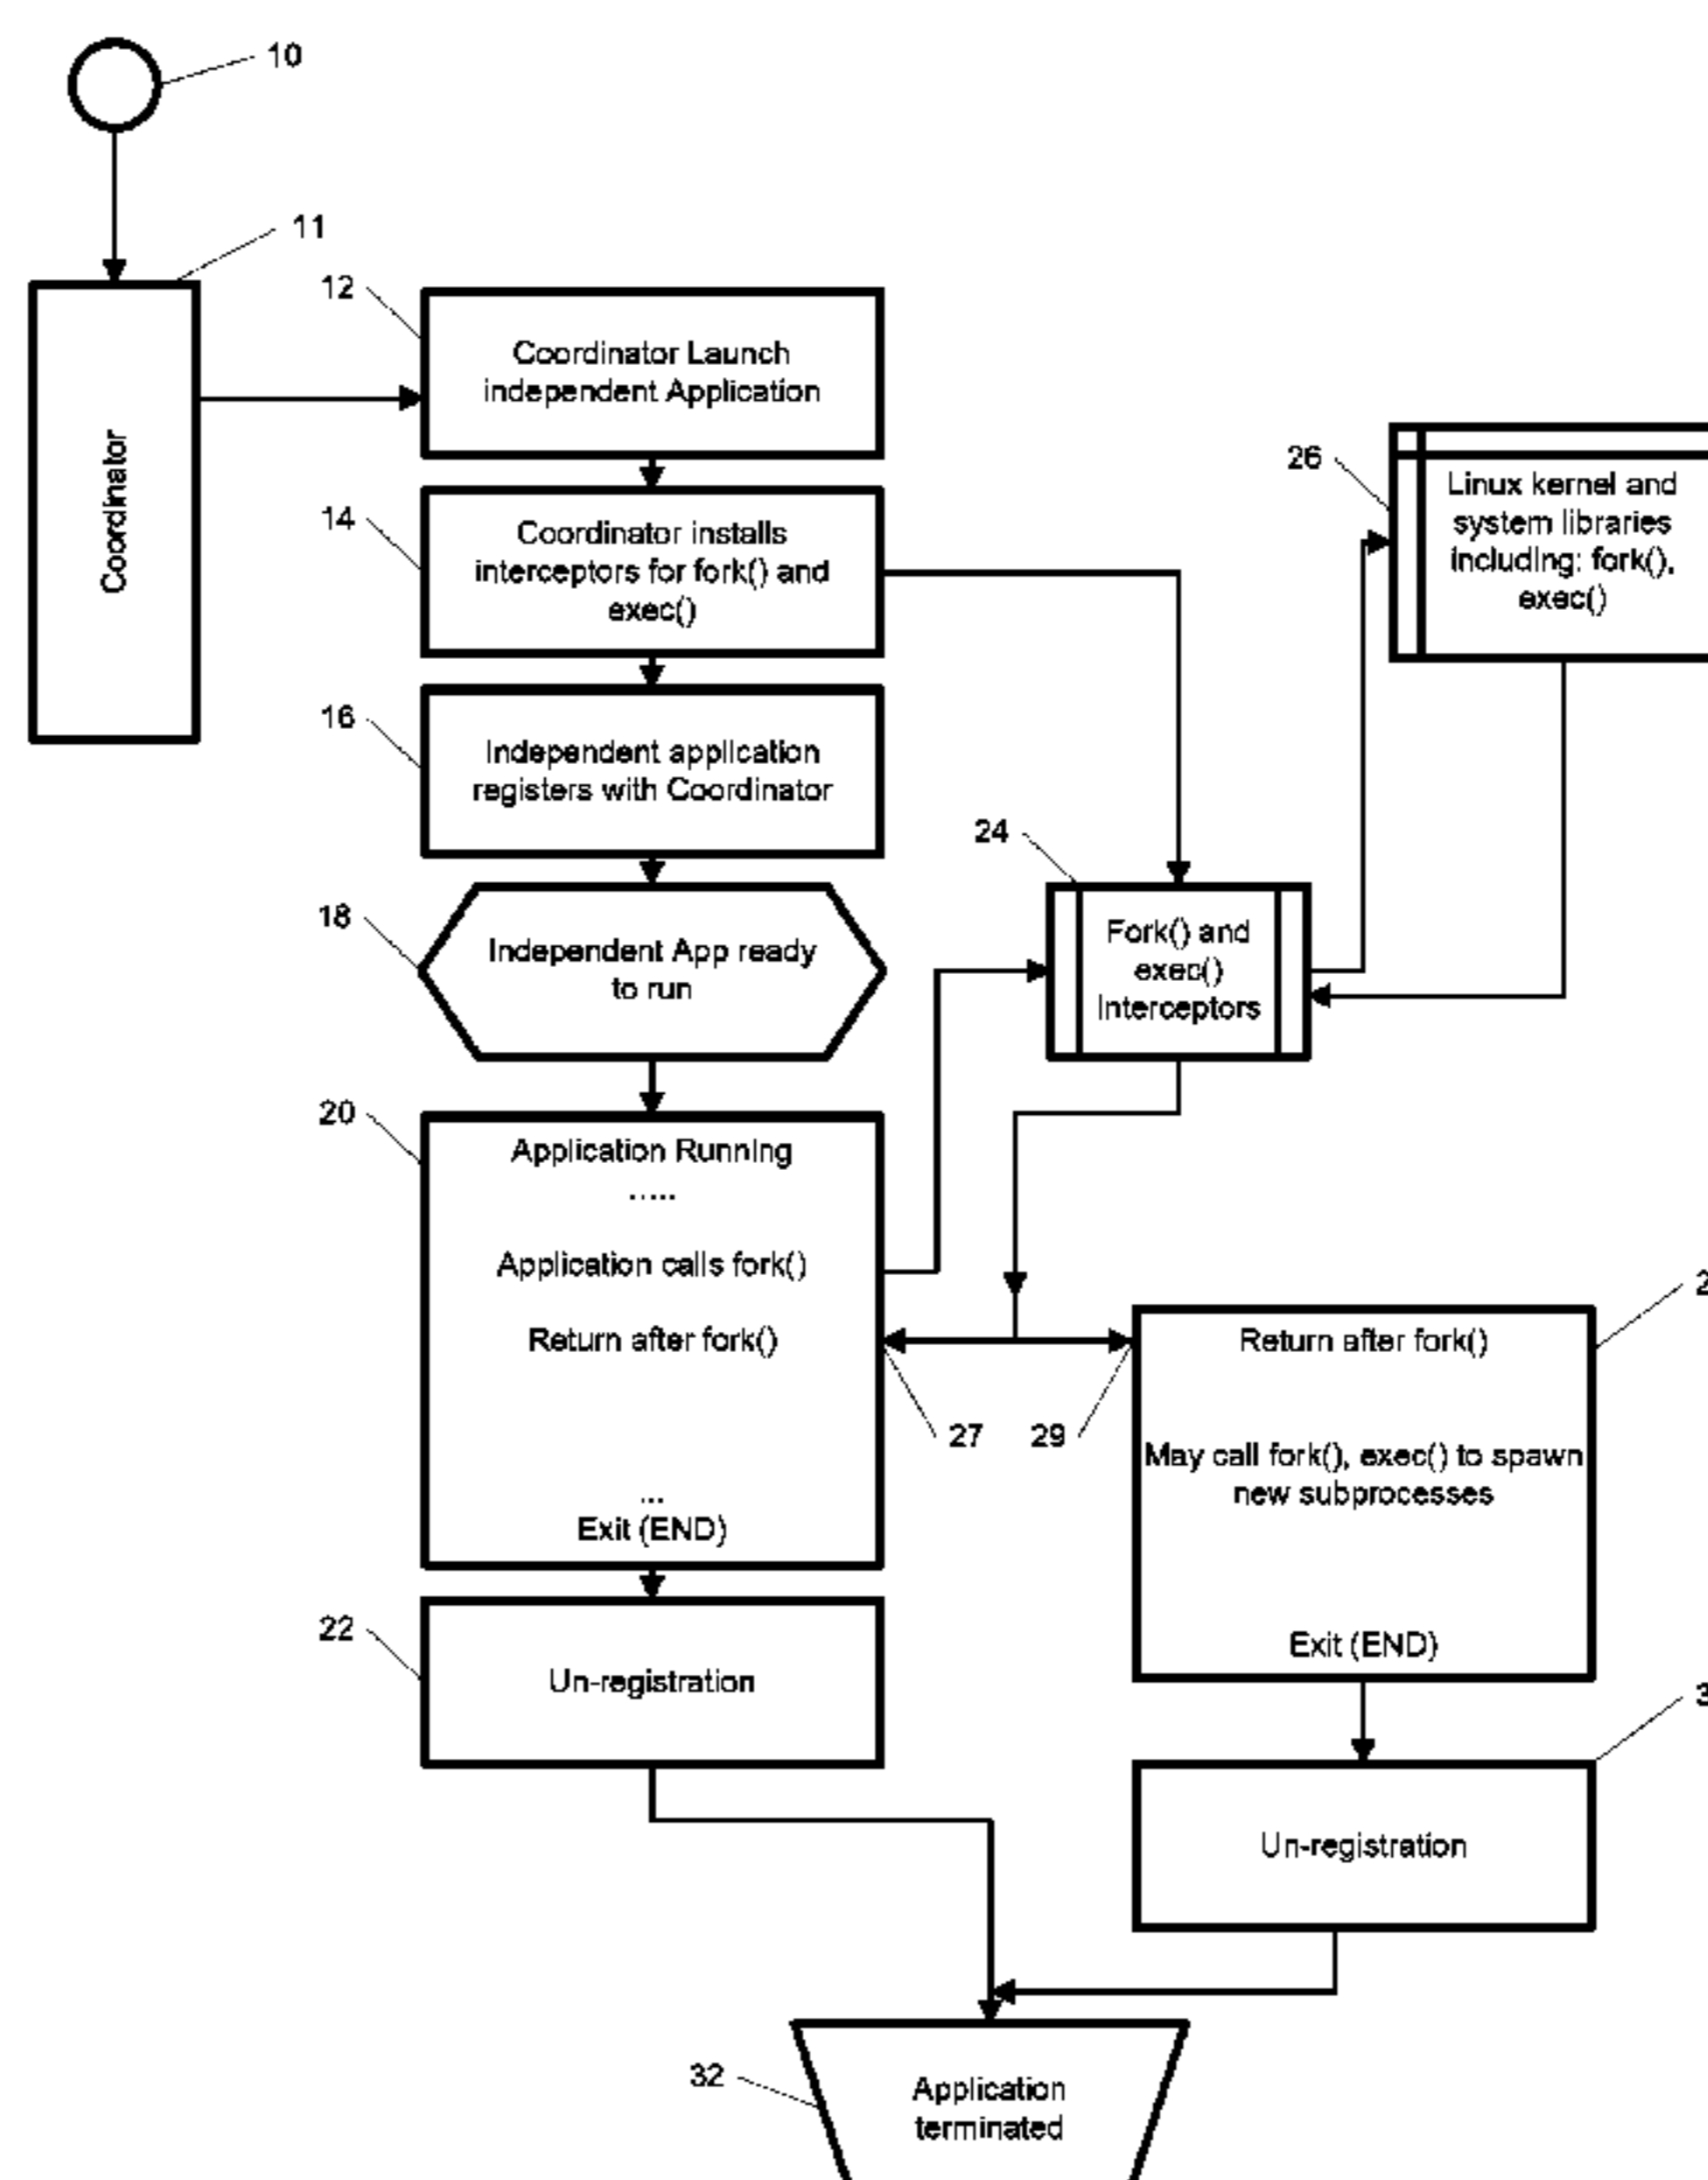 10
11
12
Coordinator
Coordinator Launch
independent Application
14
Coordinator installs
interceptors for fork() and
exec()
26
Linux kernel and
system libraries
including: fork(),
exec()
16
Independent application
registers with Coordinator
24
Fork() and
exec()
Interceptors
18
Independent App ready
to run
20
Application Running
.....
Application calls fork()
Return after fork()
...
Exit (END)
27
29
Return after fork()
May call fork(), exec() to spawn
new subprocesses
Exit (END)
22
Un-registration
Un-registration
32
Application
terminated